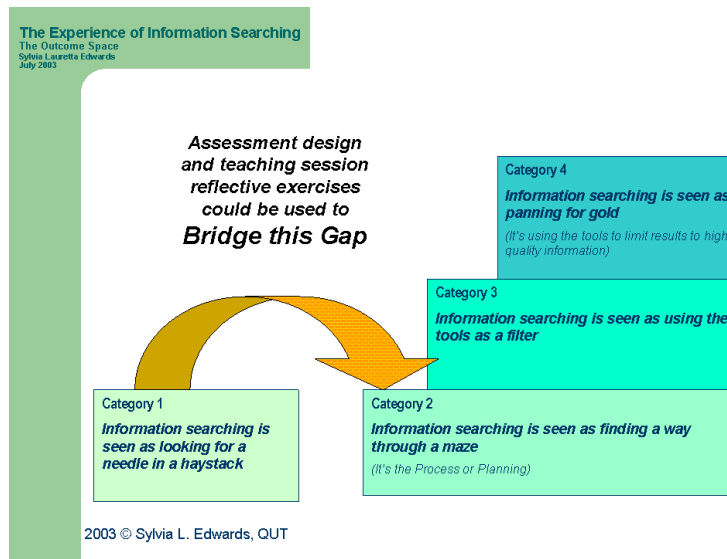 The Experience of Information Searching
The Outcome Space
Sylvia Lauretta Edwards
July 2003
Assessment design
and teaching session
reflective exercises
could be used to
Bridge this Gap
Category 4
Information searching is seen as
panning for gold
(It's using the tools to limit results to high
quality information)
Category 3
Information searching is seen as using the
tools as a filter
Category 1
Information searching is
seen as looking for a
needle in a haystack
Category 2
Information searching is seen as finding a way
through a maze
(It's the Process or Planning)
2003 © Sylvia L. Edwards, QUT